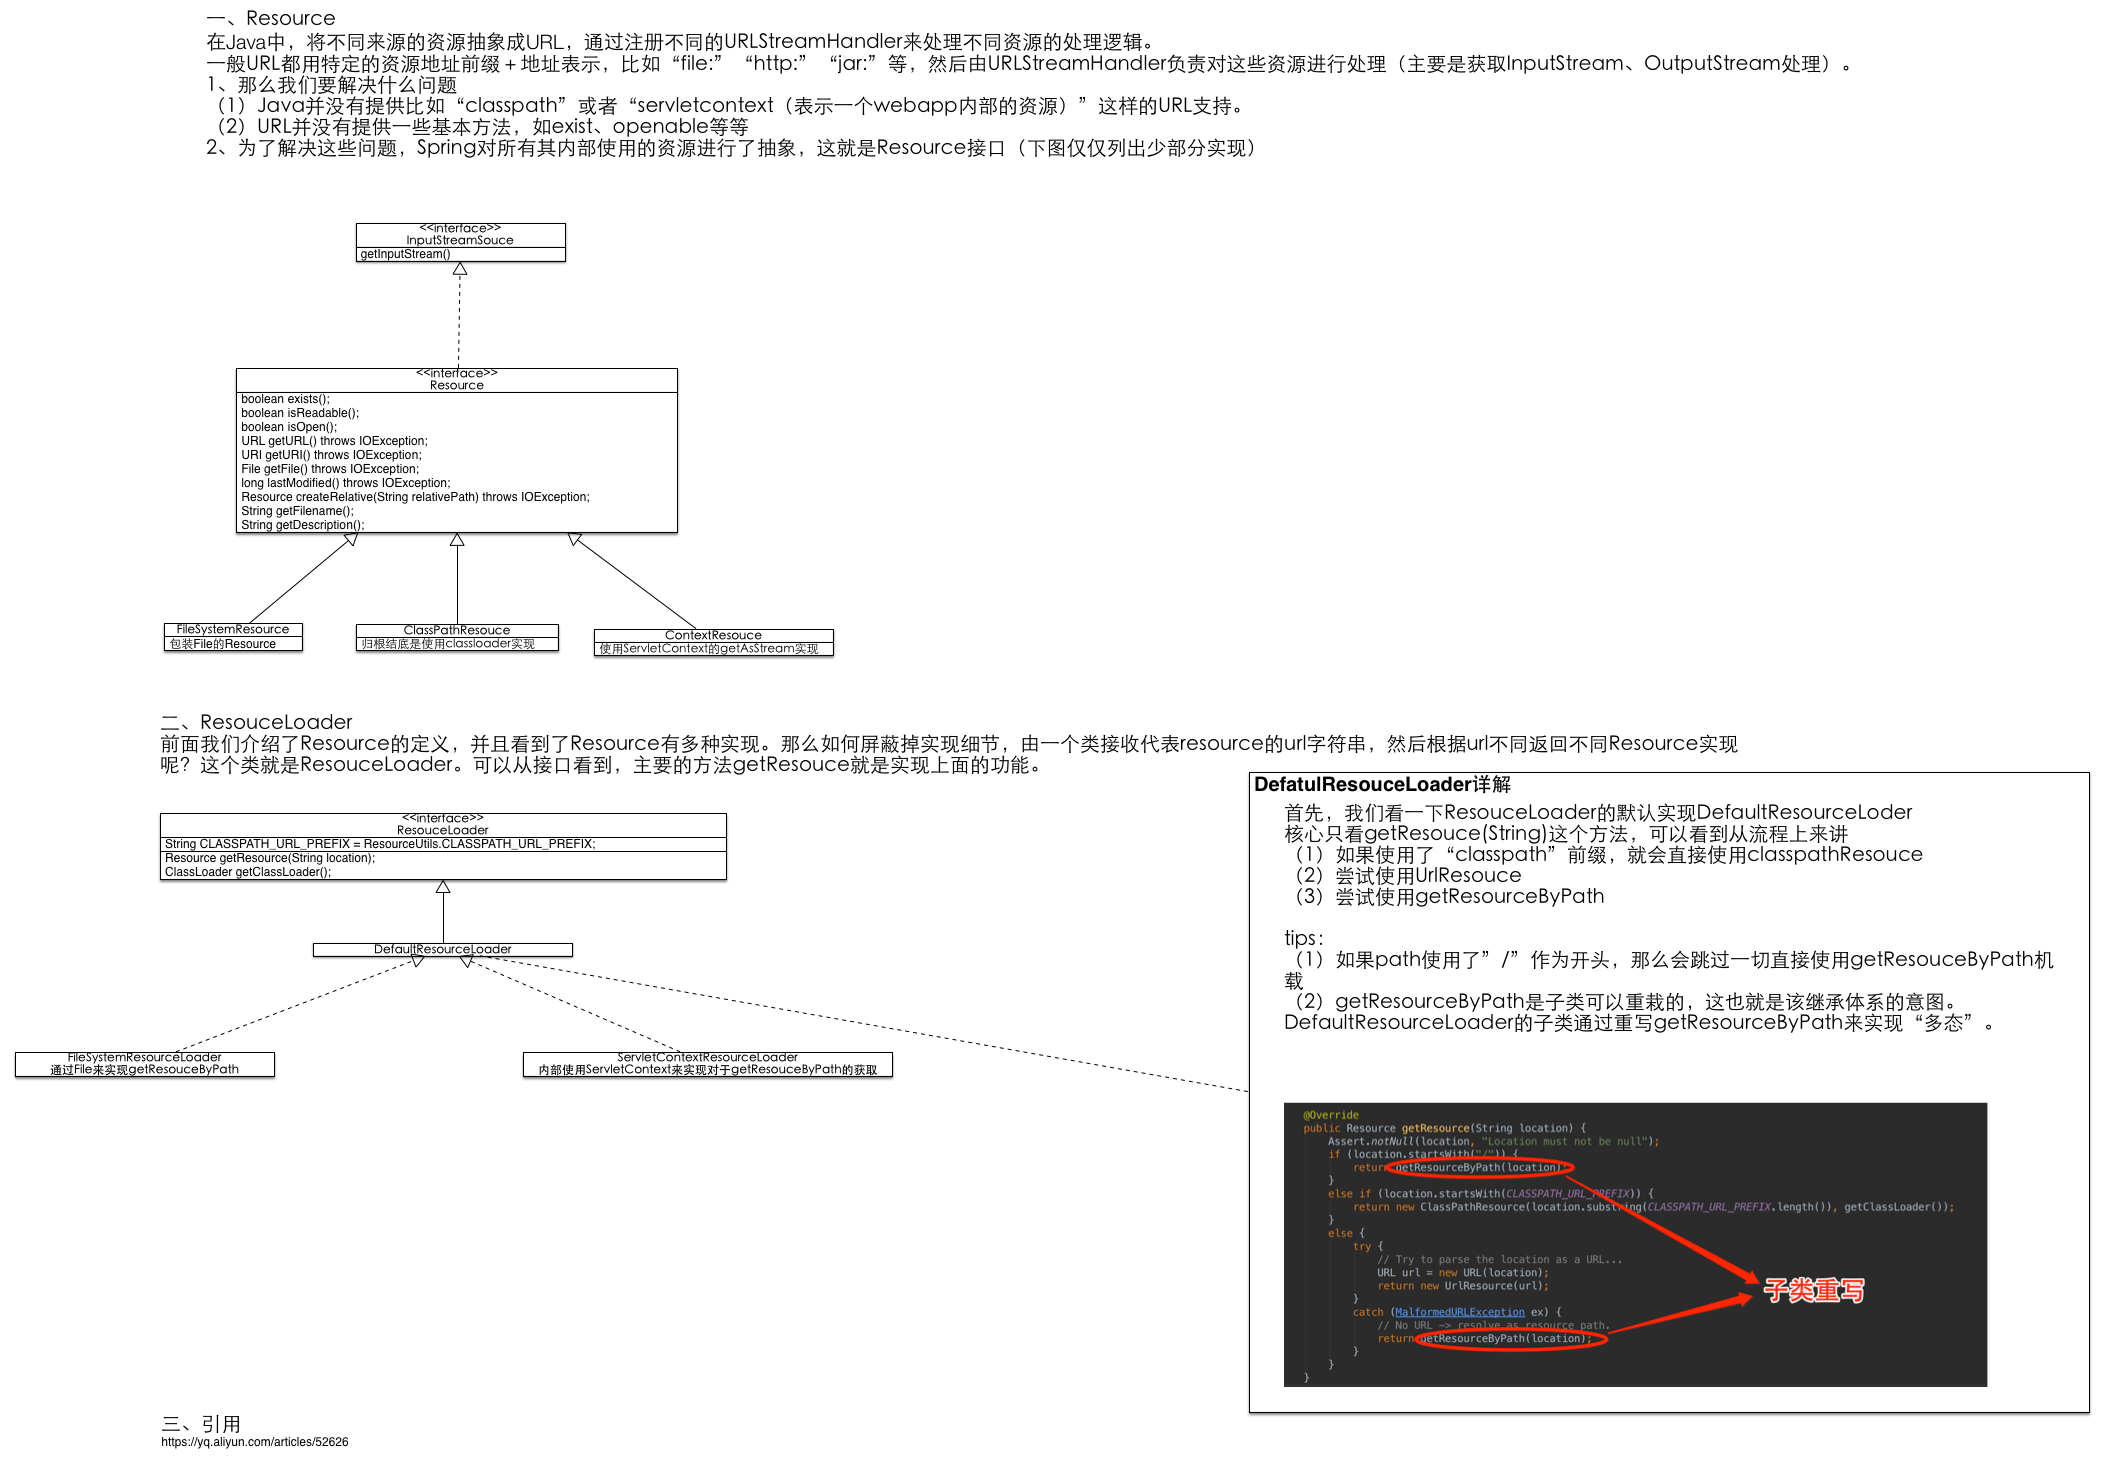 一、Resource
在Java中，将不同来源的资源抽象成URL，通过注册不同的URLStreamHandler来处理不同资源的处理逻辑。
一般URL都用特定的资源地址前缀＋地址表示，比如“file:” “http:” “jar:”等，然后由URLStreamHandler负责对这些资源进行处理（主要是获取InputStream、OutputStream处理）。
1、那么我们要解决什么问题
（1）Java并没有提供比如“classpath”或者“servletcontext（表示一个webapp内部的资源）”这样的URL支持。
（2）URL并没有提供一些基本方法，如exist、openable等等
2、为了解决这些问题，Spring对所有其内部使用的资源进行了抽象，这就是Resource接口（下图仅仅列出少部分实现）
<<interface>>
InputStreamSouce
getInputStream()
<<interface>>
Resource
boolean exists();
boolean isReadable();
boolean isOpen();
URL getURL() throws IOException;
URI getURI() throws IOException;
File getFile() throws IOException;
long lastModified() throws IOException;
Resource createRelative(String relativePath) throws IOException;
String getFilename();
String getDescription();
FileSystemResource
包装File的Resource
ClassPathResouce
归根结底是使用classloader实现
ContextResouce
使用ServletContext的getAsStream实现
二、ResouceLoader
前面我们介绍了Resource的定义，并且看到了Resource有多种实现。那么如何屏蔽掉实现细节，由一个类接收代表resource的url字符串，然后根据url不同返回不同Resource实现
呢？这个类就是ResouceLoader。可以从接口看到，主要的方法getResouce就是实现上面的功能。
<<interface>>
ResouceLoader
String CLASSPATH_URL_PREFIX = ResourceUtils.CLASSPATH_URL_PREFIX;
Resource getResource(String location);
ClassLoader getClassLoader();
DefaultResourceLoader
FileSystemResourceLoader
通过File来实现getResouceByPath
ServletContextResourceLoader
内部使用ServletContext来实现对于getResouceByPath的获取
DefatulResouceLoader详解
首先，我们看一下ResouceLoader的默认实现DefaultResourceLoder
核心只看getResouce(String)这个方法，可以看到从流程上来讲
（1）如果使用了“classpath”前缀，就会直接使用classpathResouce
（2）尝试使用UrlResouce
（3）尝试使用getResourceByPath
tips：
（1）如果path使用了”/”作为开头，那么会跳过一切直接使用getResouceByPath机
载
（2）getResourceByPath是子类可以重栽的，这也就是该继承体系的意图。
DefaultResourceLoader的子类通过重写getResourceByPath来实现“多态”。
@Override
public Resource getResource(String location) {
Assert.notNull(location, "Location must not be null");
if (location.startsWith("/")) {
return getResourceByPath(location);
}
else if (location.startsWith(CLASSPATH_URL_PREFIX)) {
return new ClassPathResource(location.substring(CLASSPATH_URL_PREFIX.length()), getClassLoader());
}
else {
try {
// Try to parse the location as a URL...
URL url = new URL(location);
return new UrlResource(url);
}
catch (MalformedURLException ex) {
// No URL -> resolve as resource path.
return getResourceByPath(location);
}
}
}
子类重写
三、引用
https://yq.aliyun.com/articles/52626